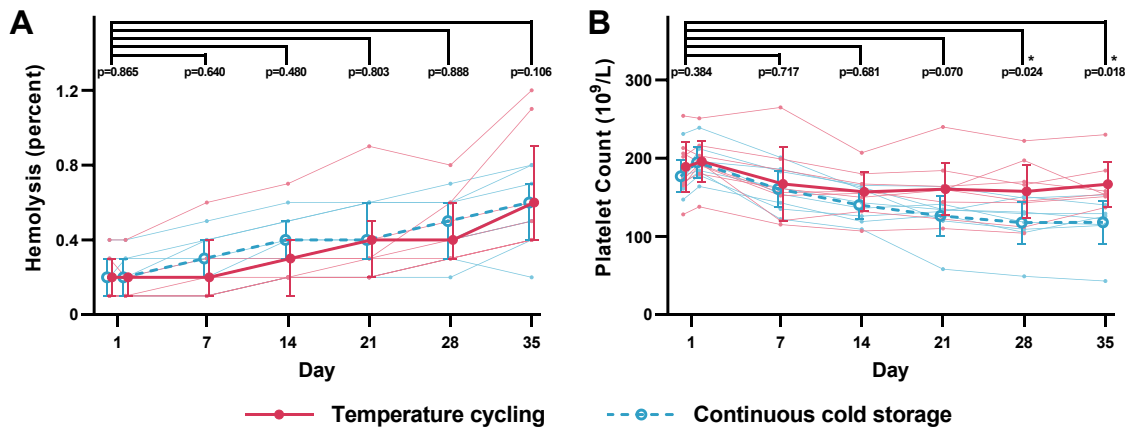 A
Hemolysis (percent)
1.2
0.8
0.4
0
p=0.865 p=0.640 p=0.480 p=0.803 p=0.888 p=0.106
1 7 14 21 28 35
Day
B
Platelet Count (10⁹/L)
300
200
100
0
* *
p=0.384 p=0.717 p=0.681 p=0.070 p=0.024 p=0.018
1 7 14 21 28 35
Day
Temperature cycling Continuous cold storage